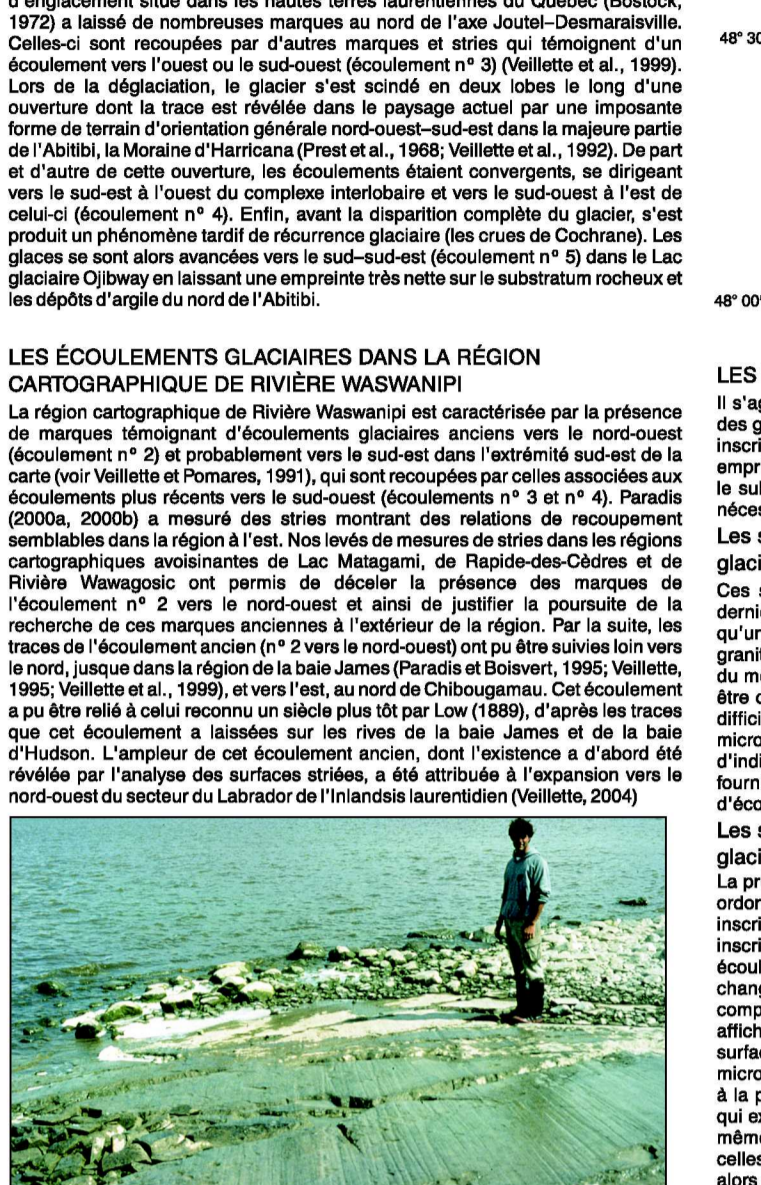 d'englacement situé dans les hautes terres laurentiennes du Québec (Bostock,
1972) a laissé de nombreuses marques au nord de l'axe Joutel–Desmaraisville.
Celles-ci sont recoupées par d'autres marques et stries qui témoignent d'un
écoulement vers l'ouest ou le sud-ouest (écoulement nº 3) (Veillette et al., 1999).
Lors de la déglaciation, le glacier s'est scindé en deux lobes le long d'une
ouverture dont la trace est révélée dans le paysage actuel par une imposante
forme de terrain d'orientation générale nord-ouest–sud-est dans la majeure partie
de l'Abitibi, la Moraine d'Harricana (Prest et al., 1968; Veillette et al., 1992). De part
et d'autre de cette ouverture, les écoulements étaient convergents, se dirigeant
vers le sud-est à l'ouest du complexe interlobaire et vers le sud-ouest à l'est de
celui-ci (écoulement nº 4). Enfin, avant la disparition complète du glacier, s'est
produit un phénomène tardif de récurrence glaciaire (les crues de Cochrane). Les
glaces se sont alors avancées vers le sud–sud-est (écoulement nº 5) dans le Lac
glaciaire Ojibway en laissant une empreinte très nette sur le substratum rocheux et
les dépôts d'argile du nord de l'Abitibi.
LES ÉCOULEMENTS GLACIAIRES DANS LA RÉGION
CARTOGRAPHIQUE DE RIVIÈRE WASWANIPI
La région cartographique de Rivière Waswanipi est caractérisée par la présence
de marques témoignant d'écoulements glaciaires anciens vers le nord-ouest
(écoulement nº 2) et probablement vers le sud-est dans l'extrémité sud-est de la
carte (voir Veillette et Pomares, 1991), qui sont recoupées par celles associées aux
écoulements plus récents vers le sud-ouest (écoulements nº 3 et nº 4). Paradis
(2000a, 2000b) a mesuré des stries montrant des relations de recoupement
semblables dans la région à l'est. Nos levés de mesures de stries dans les régions
cartographiques avoisinantes de Lac Matagami, de Rapide-des-Cèdres et de
Rivière Wawagosic ont permis de déceler la présence des marques de
l'écoulement nº 2 vers le nord-ouest et ainsi de justifier la poursuite de la
recherche de ces marques anciennes à l'extérieur de la région. Par la suite, les
traces de l'écoulement ancien (nº 2 vers le nord-ouest) ont pu être suivies loin vers
le nord, jusque dans la région de la baie James (Paradis et Boisvert, 1995; Veillette,
1995; Veillette et al., 1999), et vers l'est, au nord de Chibougamau. Cet écoulement
a pu être relié à celui reconnu un siècle plus tôt par Low (1889), d'après les traces
que cet écoulement a laissées sur les rives de la baie James et de la baie
d'Hudson. L'ampleur de cet écoulement ancien, dont l'existence a d'abord été
révélée par l'analyse des surfaces striées, a été attribuée à l'expansion vers le
nord-ouest du secteur du Labrador de l'Inlandsis laurentidien (Veillette, 2004)
48° 30
48° 00'
LES
Il s'a
des g
inscri
empr
le sul
néces
Les s
glaci
Ces s
derni
qu'ur
grani
du m
être c
diffici
micro
d'indi
fourn
d'éco
Les s
glaci
La pr
ordor
inscri
inscri
écoul
chang
comp
affich
surfa
micro
à la p
qui ex
même
celles
alors